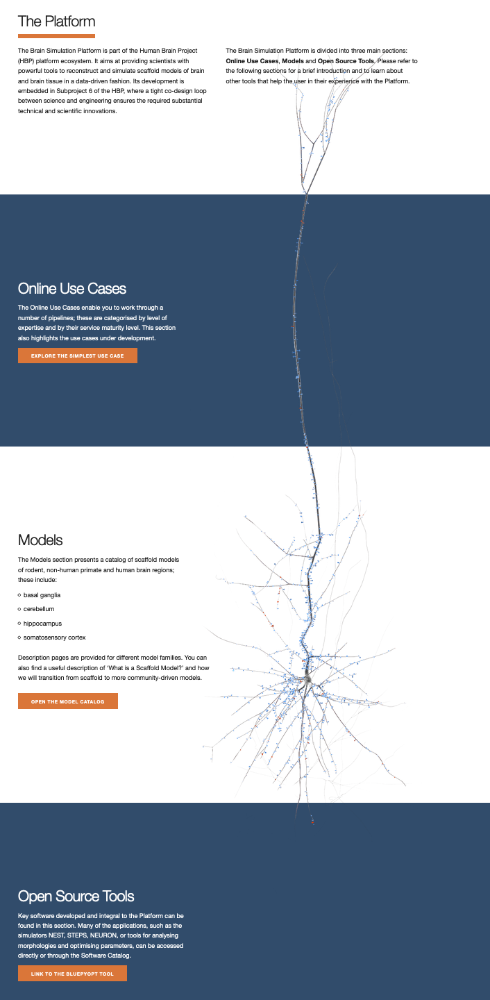 The Platform
The Brain Simulation Platform is part of the Human Brain Project
(HBP) platform ecosystem. It aims at providing scientists with
powerful tools to reconstruct and simulate scaffold models of brain
and brain tissue in a data-driven fashion. Its development is
embedded in Subproject 6 of the HBP, where a tight co-design loop
between science and engineering ensures the required substantial
technical and scientific innovations.
The Brain Simulation Platform is divided into three main sections:
Online Use Cases, Models and Open Source Tools. Please refer to
the following sections for a brief introduction and to learn about
other tools that help the user in their experience with the Platform.
Online Use Cases
The Online Use Cases enable you to work through a
number of pipelines; these are categorised by level of
expertise and by their service maturity level. This section
also highlights the use cases under development.
EXPLORE THE SIMPLEST USE CASE
Models
The Models section presents a catalog of scaffold models
of rodent, non-human primate and human brain regions;
these include:
basal ganglia
cerebellum
hippocampus
somatosensory cortex
Description pages are provided for different model families. You can
also find a useful description of ‘What is a Scaffold Model?’ and how
we will transition from scaffold to more community-driven models.
OPEN THE MODEL CATALOG
Open Source Tools
Key software developed and integral to the Platform can be
found in this section. Many of the applications, such as the
simulators NEST, STEPS, NEURON, or tools for analysing
morphologies and optimising parameters, can be accessed
directly or through the Software Catalog.
LINK TO THE BLUEPYOPT TOOL